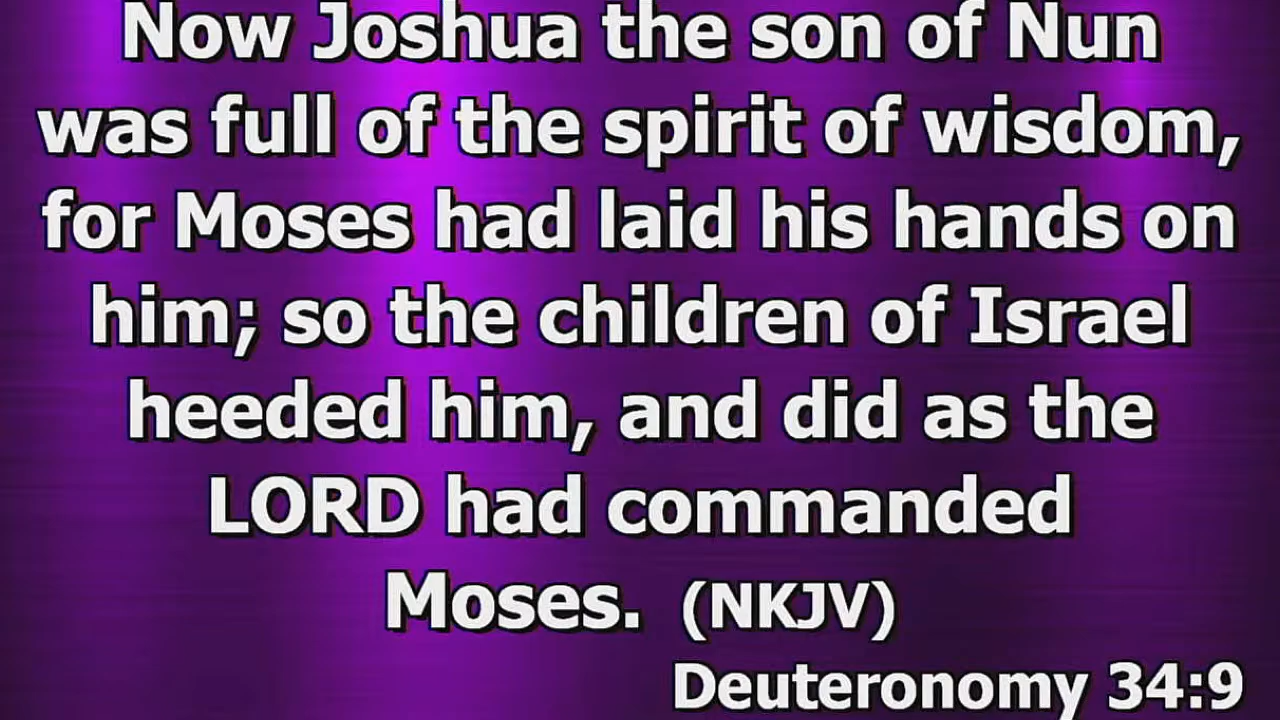 Now Joshua the son of Nun
was full of the spirit of wisdom,
for Moses had laid his hands on
him; so the children of Israel
heeded him, and did as the
LORD had commanded
Moses. (NKJV)
Deuteronomy 34:9